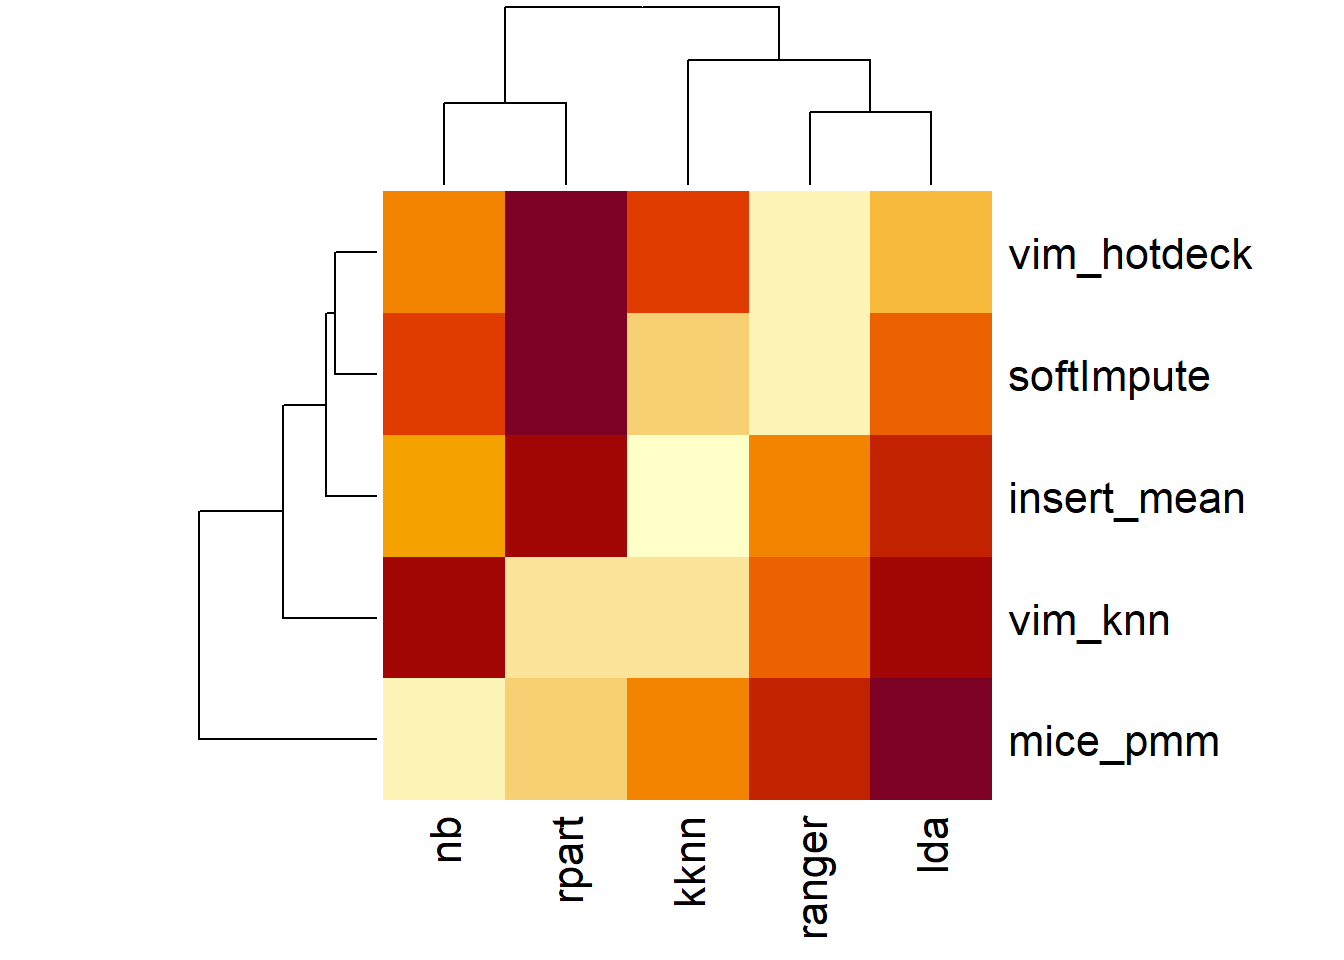 vim_hotdeck
softImpute
insert_mean
vim_knn
mice_pmm
nb
rpart
kknn
ranger
lda